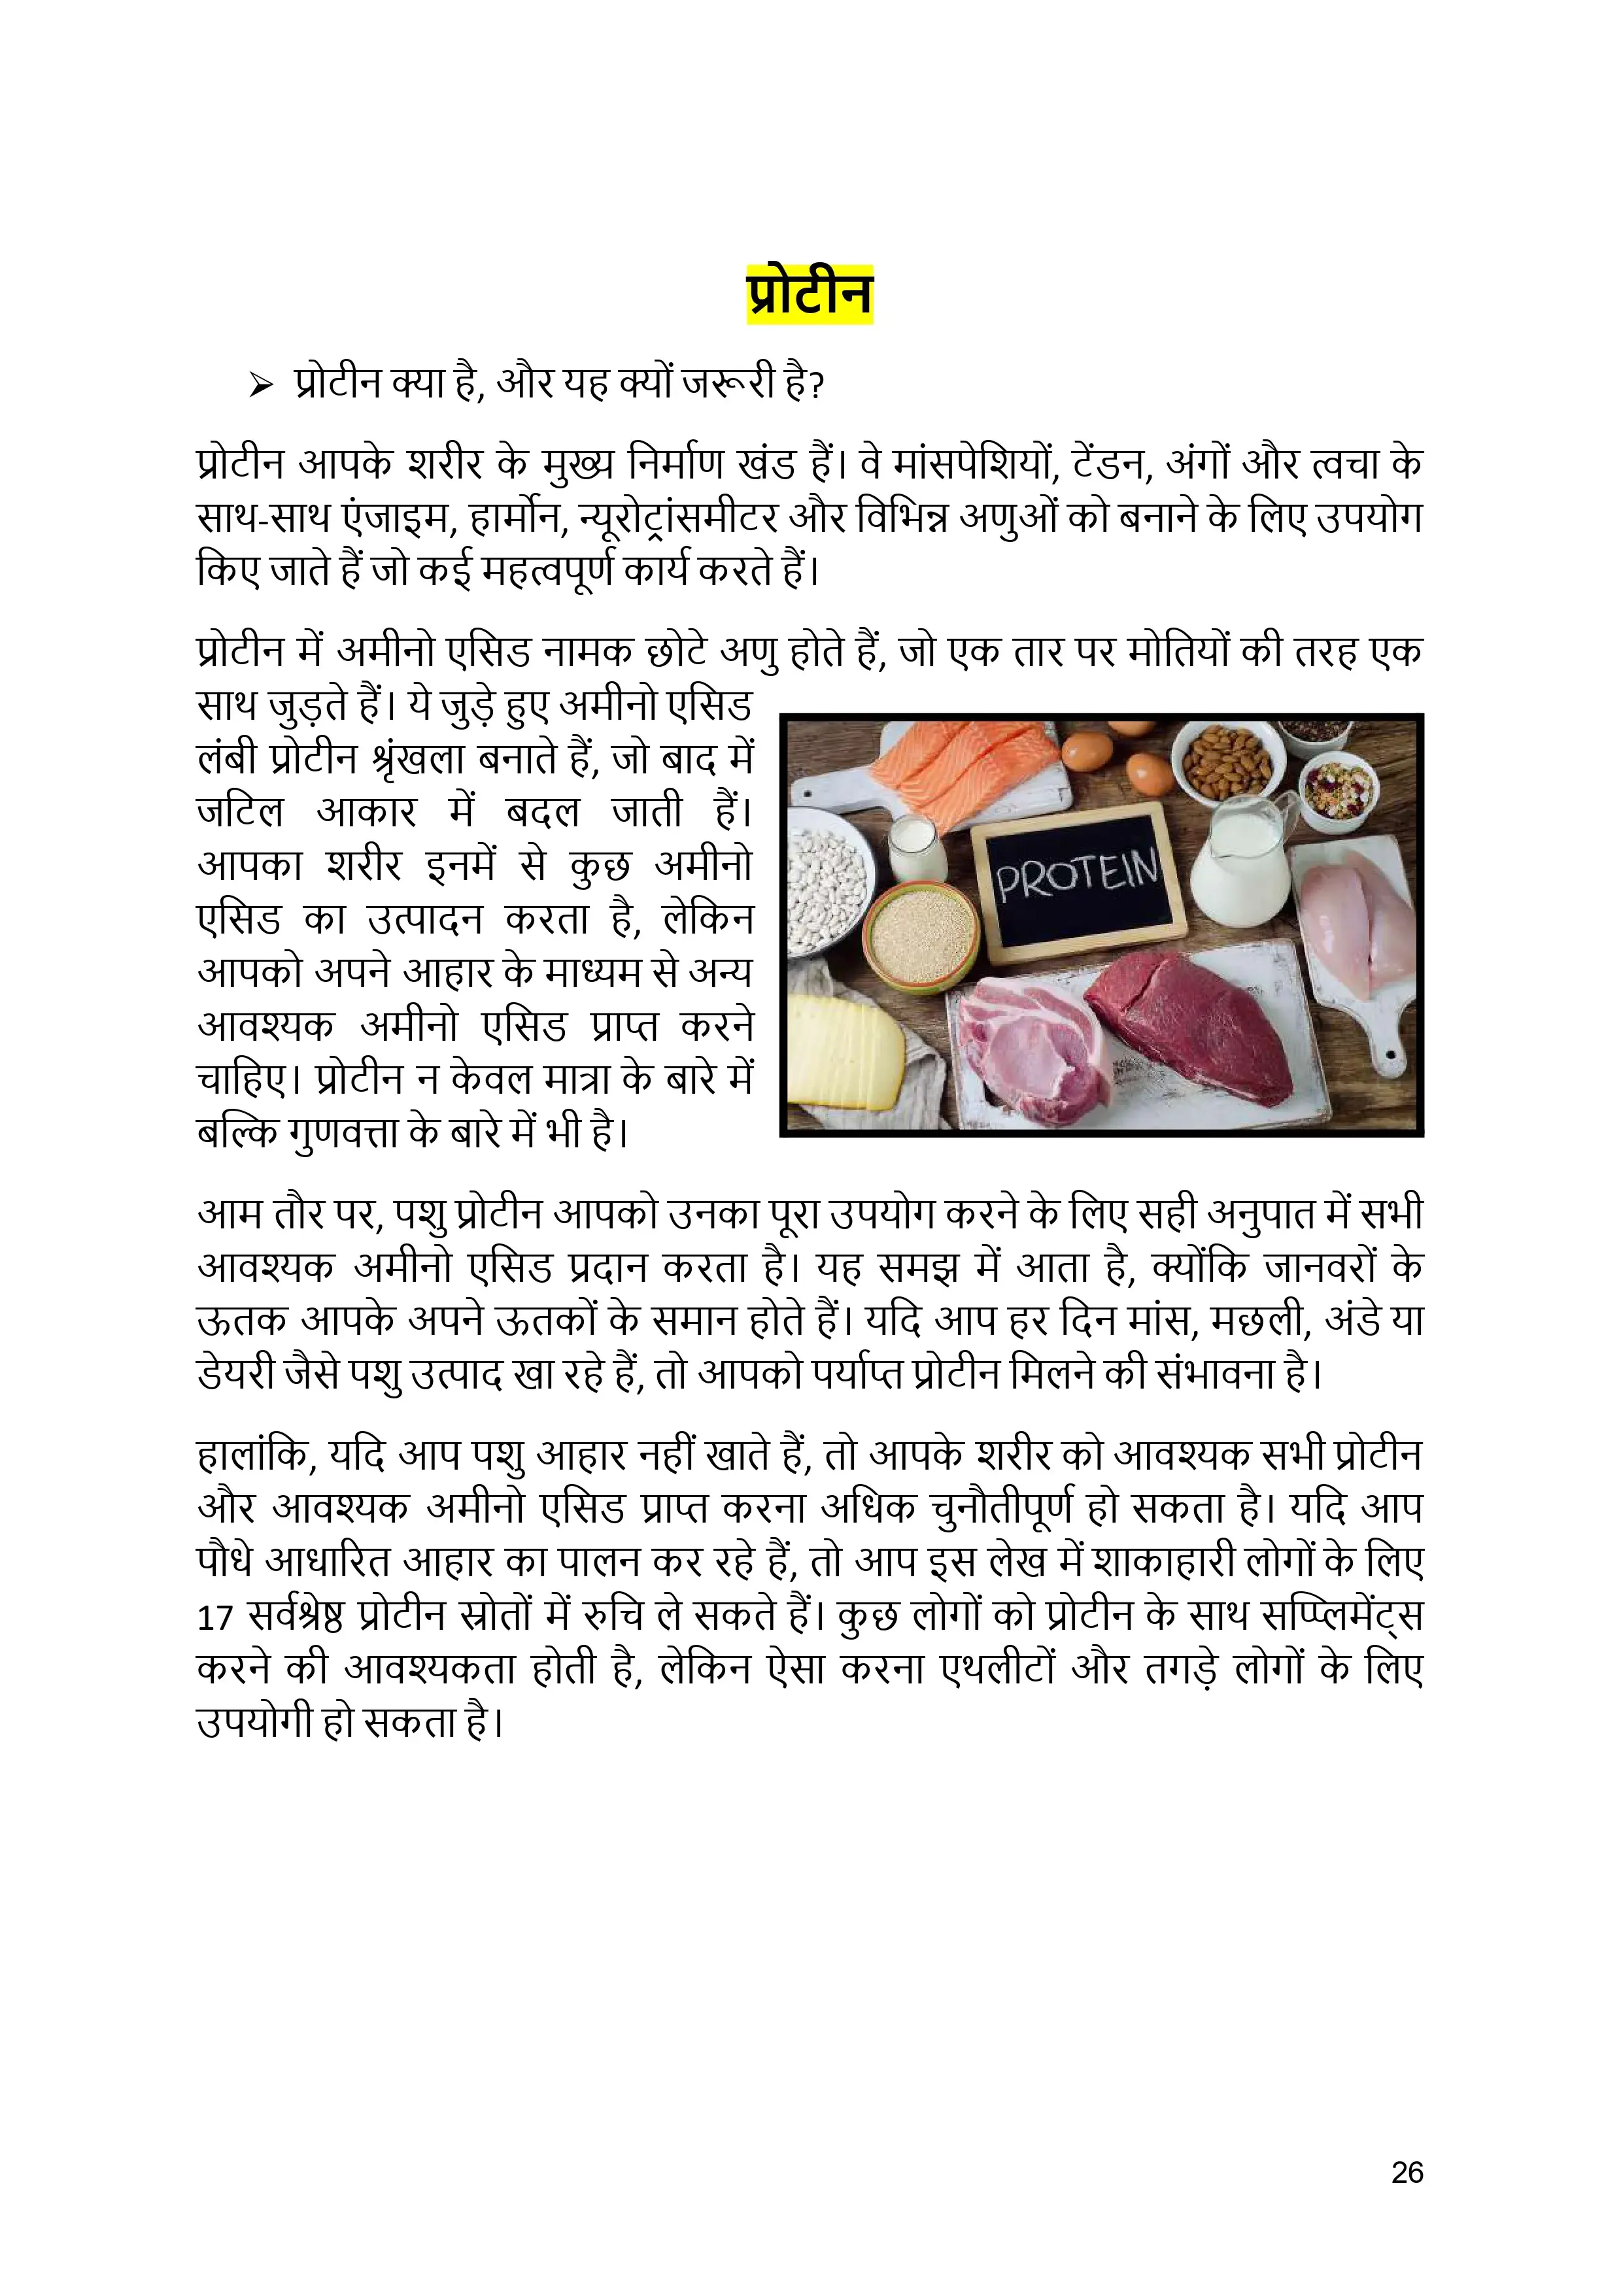 प्रोटीन
➢ प्रोटीन क्या है, और यह क्यों जरूरी है?
प्रोटीन आपके शरीर के मुख्य निर्माण खंड हैं। वे मांसपेशियों, टेंडन, अंगों और त्वचा के
साथ-साथ एंजाइम, हार्मोन, न्यूरोट्रांसमीटर और विभिन्न अणुओं को बनाने के लिए उपयोग
किए जाते हैं जो कई महत्वपूर्ण कार्य करते हैं।
प्रोटीन में अमीनो एसिड नामक छोटे अणु होते हैं, जो एक तार पर मोतियों की तरह एक
साथ जुड़ते हैं। ये जुड़े हुए अमीनो एसिड
लंबी प्रोटीन श्रृंखला बनाते हैं, जो बाद में
जटिल आकार में बदल जाती हैं।
आपका शरीर इनमें से कुछ अमीनो
एसिड का उत्पादन करता है, लेकिन
आपको अपने आहार के माध्यम से अन्य
आवश्यक अमीनो एसिड प्राप्त करने
चाहिए। प्रोटीन न केवल मात्रा के बारे में
बल्कि गुणवत्ता के बारे में भी है।
PROTEIN
आम तौर पर, पशु प्रोटीन आपको उनका पूरा उपयोग करने के लिए सही अनुपात में सभी
आवश्यक अमीनो एसिड प्रदान करता है। यह समझ में आता है, क्योंकि जानवरों के
ऊतक आपके अपने ऊतकों के समान होते हैं। यदि आप हर दिन मांस, मछली, अंडे या
डेयरी जैसे पशु उत्पाद खा रहे हैं, तो आपको पर्याप्त प्रोटीन मिलने की संभावना है।
हालांकि, यदि आप पशु आहार नहीं खाते हैं, तो आपके शरीर को आवश्यक सभी प्रोटीन
और आवश्यक अमीनो एसिड प्राप्त करना अधिक चुनौतीपूर्ण हो सकता है। यदि आप
पौधे आधारित आहार का पालन कर रहे हैं, तो आप इस लेख में शाकाहारी लोगों के लिए
17 सर्वश्रेष्ठ प्रोटीन स्रोतों में रुचि ले सकते हैं। कुछ लोगों को प्रोटीन के साथ सप्प्लिमेंट्स
करने की आवश्यकता होती है, लेकिन ऐसा करना एथलीटों और तगड़े लोगों के लिए
उपयोगी हो सकता है।
26